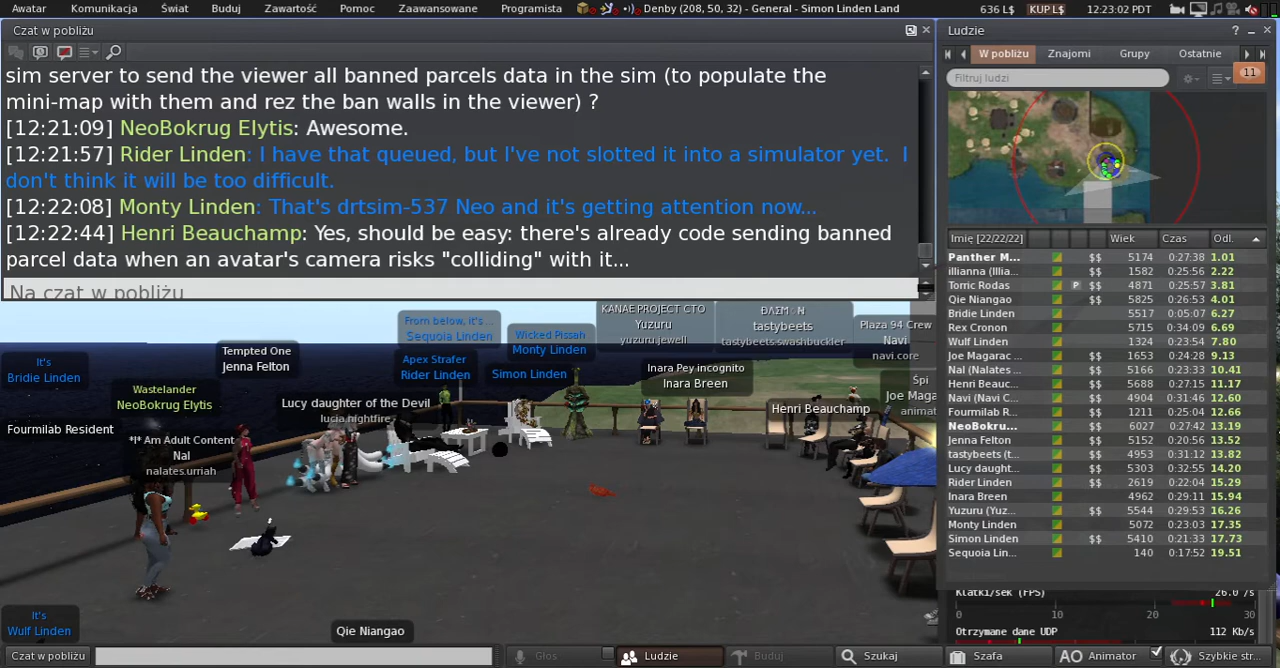 Awatar Komunikacja Świat Buduj Zawartość Pomoc Zaawansowane Programista Denby (208, 50, 32) - General - Simon Linden Land 636 L$ KUP L$ 12:23:02 PDT
Czat w pobliżu
sim server to send the viewer all banned parcels data in the sim (to populate the
mini-map with them and rez the ban walls in the viewer) ?
[12:21:09] NeoBokrug Elytis: Awesome.
[12:21:57] Rider Linden: I have that queued, but I've not slotted it into a simulator yet. I
don't think it will be too difficult.
[12:22:08] Monty Linden: That's drtsim-537 Neo and it's getting attention now...
[12:22:44] Henri Beauchamp: Yes, should be easy: there's already code sending banned
parcel data when an avatar's camera risks "colliding" with it...
Na czat w pobliżu
Ludzie ?
W pobliżu Znajomi Grupy Ostatnie
Filtruj ludzi
11
Imię [22/22/22] Wiek Czas Odl.
Panther M... $$ 5174 0:27:38 1.01
illianna (Illia... $$ 1582 0:25:56 2.22
Torric Rodas P $$ 4871 0:25:57 3.81
Qie Niangao $$ 5825 0:26:53 4.01
Bridie Linden 5517 0:05:07 6.27
Rex Cronon 5715 0:34:09 6.69
Wulf Linden 1324 0:23:54 7.80
Joe Magarac ... $$ 1653 0:24:28 9.13
Nal (Nalates ... $$ 5166 0:23:33 10.41
Henri Beauc... $$ 5688 0:27:15 11.17
Navi (Navi C... $$ 4904 0:31:46 12.60
Fourmilab R... $$ 1211 0:25:04 12.66
NeoBokru... $$ 6027 0:27:42 13.19
Jenna Felton $$ 5152 0:20:56 13.52
tastybeets (t... $$ 4953 0:31:12 13.82
Lucy daught... $$ 5303 0:32:55 14.20
Rider Linden $$ 2619 0:22:04 15.29
Inara Breen 4962 0:29:11 15.94
Yuzuru (Yuz... $$ 5544 0:29:53 16.26
Monty Linden 5072 0:23:03 17.35
Simon Linden $$ 5410 0:21:33 17.73
Sequoia Lin... 140 0:17:52 19.51
Klatki/sek (FPS) 26.0 /s
0 10 20 30
Otrzymane dane UDP 112 Kb/s
It's
Bridie Linden
Tempted One
Jenna Felton
From below, it's...
Sequoia Linden
Wicked Pissah
Monty Linden
KANAE PROJECT CTO
Yuzuru
yuzuru.jewell
tastybeets
tastybeets.swashbuckler
Plaza 94 Crew
Navi
navi.core
Wastelander
NeoBokrug Elytis
Apex Strafer
Rider Linden
Simon Linden
Inara Pey incognito
Inara Breen
Śpi
Joe Maga
animat
Lucy daughter of the Devil
lucia.nightfire
Henri Beauchamp
Fourmilab Resident
*I* Am Adult Content
Nal
nalates.urriah
It's
Wulf Linden
Qie Niangao
Czat w pobliżu Głos Ludzie Buduj Szukaj Szafa AO Animator Szybkie str...